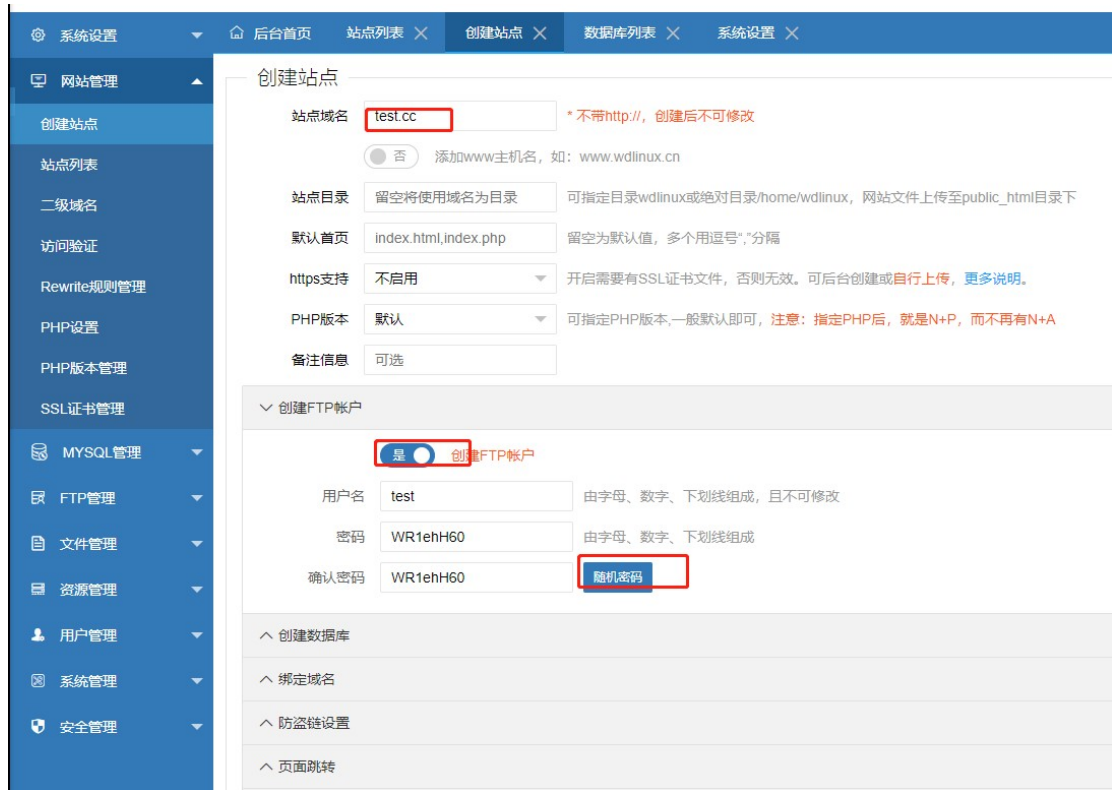 系统设置
后台首页 站点列表 创建站点 数据库列表 系统设置
网站管理
创建站点
站点列表
二级域名
访问验证
Rewrite规则管理
PHP设置
PHP版本管理
SSL证书管理
MYSQL管理
FTP管理
文件管理
资源管理
用户管理
系统管理
安全管理
创建站点
站点域名 test.cc * 不带http://，创建后不可修改
否 添加www主机名，如：www.wdlinux.cn
站点目录 留空将使用域名为目录 可指定目录wdlinux或绝对目录/home/wdlinux，网站文件上传至public_html目录下
默认首页 index.html,index.php 留空为默认值，多个用逗号“,”分隔
https支持 不启用 开启需要有SSL证书文件，否则无效。可后台创建或自行上传，更多说明。
PHP版本 默认 可指定PHP版本,一般默认即可，注意：指定PHP后，就是N+P，而不再有N+A
备注信息 可选
创建FTP帐户
是 创建FTP帐户
用户名 test 由字母、数字、下划线组成，且不可修改
密码 WR1ehH60 由字母、数字、下划线组成
确认密码 WR1ehH60 随机密码
创建数据库
绑定域名
防盗链设置
页面跳转